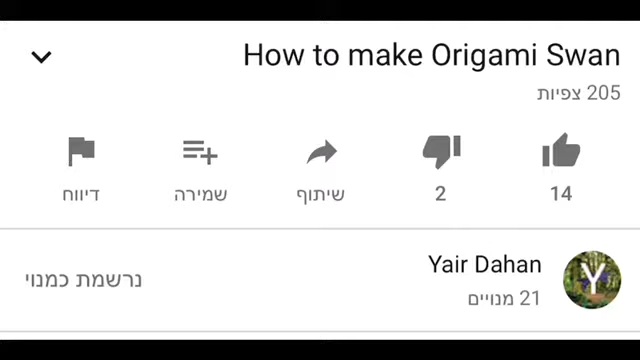 How to make Origami Swan
205 צפיות
14
2
שיתוף
שמירה
דיווח
Yair Dahan
21 מנויים
נרשמת כמנוי
Y